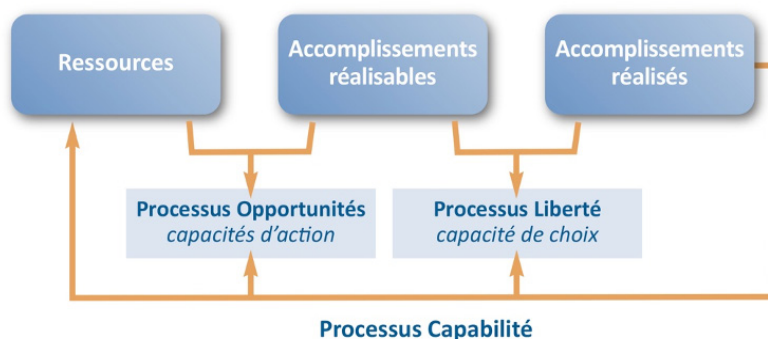 Ressources
Accomplissements
réalisables
Accomplissements
réalisés
Processus Opportunités
capacités d’action
Processus Liberté
capacité de choix
Processus Capabilité